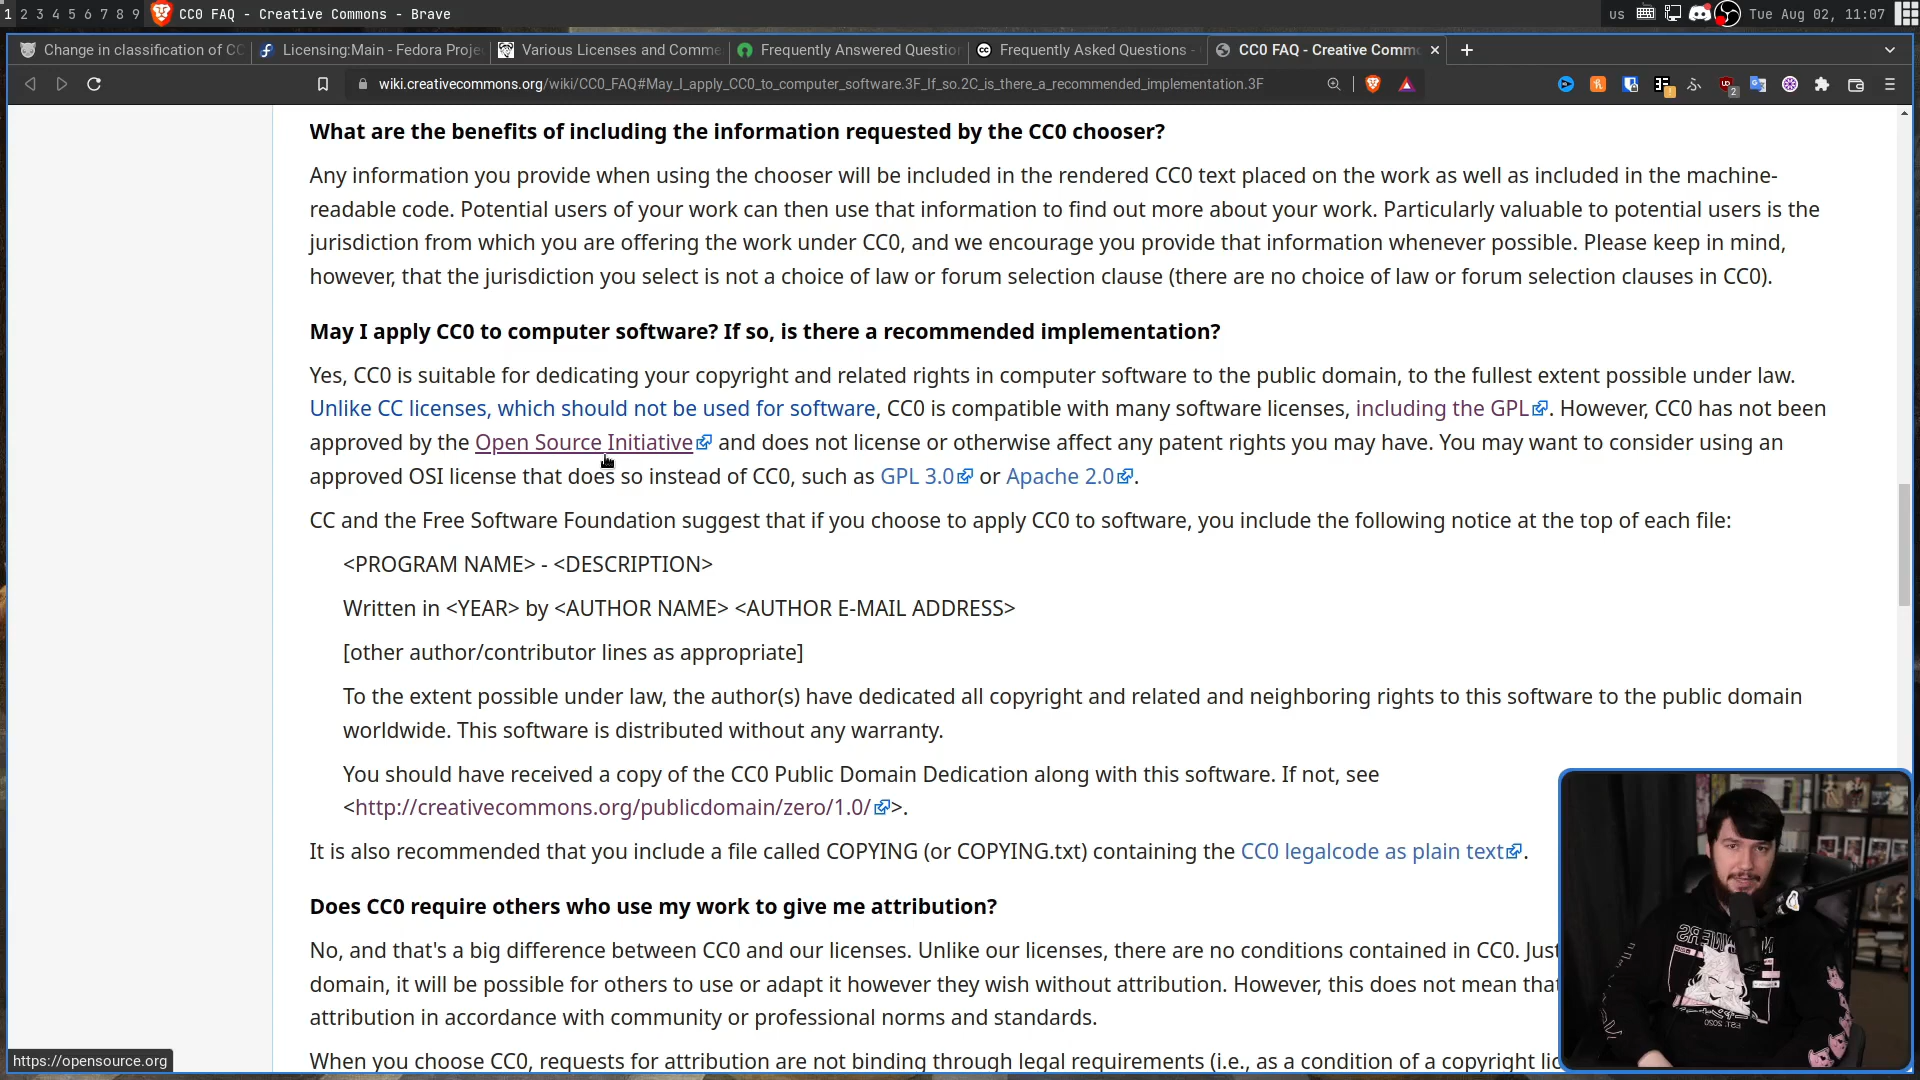 1 2 3 4 5 6 7 8 9 CC0 FAQ - Creative Commons - Brave us Tue Aug 02, 11:07
Change in classification of CC Licensing:Main - Fedora Proje Various Licenses and Comme Frequently Answered Question Frequently Asked Questions - CC0 FAQ - Creative Comm
wiki.creativecommons.org/wiki/CC0_FAQ#May_I_apply_CC0_to_computer_software.3F_If_so.2C_is_there_a_recommended_implementation.3F 2
What are the benefits of including the information requested by the CC0 chooser?
Any information you provide when using the chooser will be included in the rendered CC0 text placed on the work as well as included in the machine-
readable code. Potential users of your work can then use that information to find out more about your work. Particularly valuable to potential users is the
jurisdiction from which you are offering the work under CC0, and we encourage you provide that information whenever possible. Please keep in mind,
however, that the jurisdiction you select is not a choice of law or forum selection clause (there are no choice of law or forum selection clauses in CC0).
May I apply CC0 to computer software? If so, is there a recommended implementation?
Yes, CC0 is suitable for dedicating your copyright and related rights in computer software to the public domain, to the fullest extent possible under law.
Unlike CC licenses, which should not be used for software, CC0 is compatible with many software licenses, including the GPL. However, CC0 has not been
approved by the Open Source Initiative and does not license or otherwise affect any patent rights you may have. You may want to consider using an
approved OSI license that does so instead of CC0, such as GPL 3.0 or Apache 2.0.
CC and the Free Software Foundation suggest that if you choose to apply CC0 to software, you include the following notice at the top of each file:
<PROGRAM NAME> - <DESCRIPTION>
Written in <YEAR> by <AUTHOR NAME> <AUTHOR E-MAIL ADDRESS>
[other author/contributor lines as appropriate]
To the extent possible under law, the author(s) have dedicated all copyright and related and neighboring rights to this software to the public domain
worldwide. This software is distributed without any warranty.
You should have received a copy of the CC0 Public Domain Dedication along with this software. If not, see
<http://creativecommons.org/publicdomain/zero/1.0/>.
It is also recommended that you include a file called COPYING (or COPYING.txt) containing the CC0 legalcode as plain text.
Does CC0 require others who use my work to give me attribution?
No, and that's a big difference between CC0 and our licenses. Unlike our licenses, there are no conditions contained in CC0. Just
domain, it will be possible for others to use or adapt it however they wish without attribution. However, this does not mean that
attribution in accordance with community or professional norms and standards.
When you choose CC0, requests for attribution are not binding through legal requirements (i.e., as a condition of a copyright lic
https://opensource.org